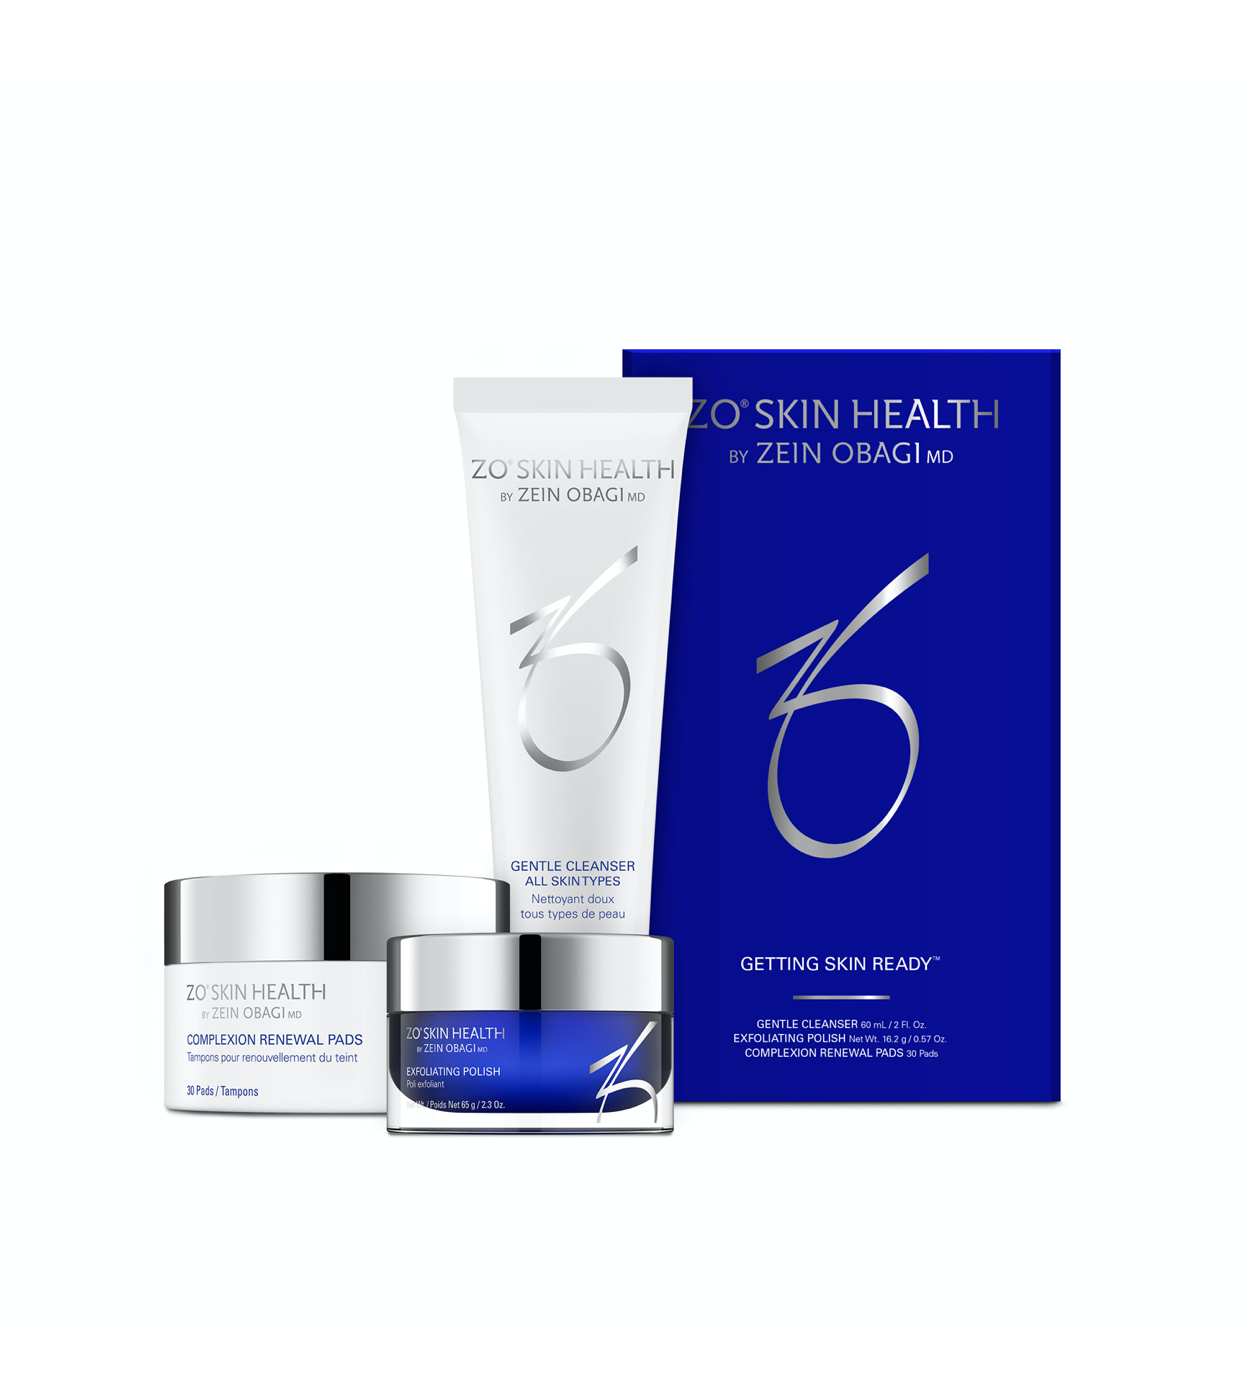 ZO® SKIN HEALTH
BY ZEIN OBAGI MD
GETTING SKIN READY™
GENTLE CLEANSER 60 mL / 2 Fl. Oz.
EXFOLIATING POLISH Net Wt. 16.2 g / 0.57 Oz.
COMPLEXION RENEWAL PADS 30 Pads
ZO® SKIN HEALTH
BY ZEIN OBAGI MD
GENTLE CLEANSER
ALL SKIN TYPES
Nettoyant doux
tous types de peau
ZO® SKIN HEALTH
BY ZEIN OBAGI MD
COMPLEXION RENEWAL PADS
Tampons pour renouvellement du teint
30 Pads / Tampons
ZO® SKIN HEALTH
BY ZEIN OBAGI MD
EXFOLIATING POLISH
Poli exfoliant
Wt. / Poids Net 65 g / 2.3 Oz.